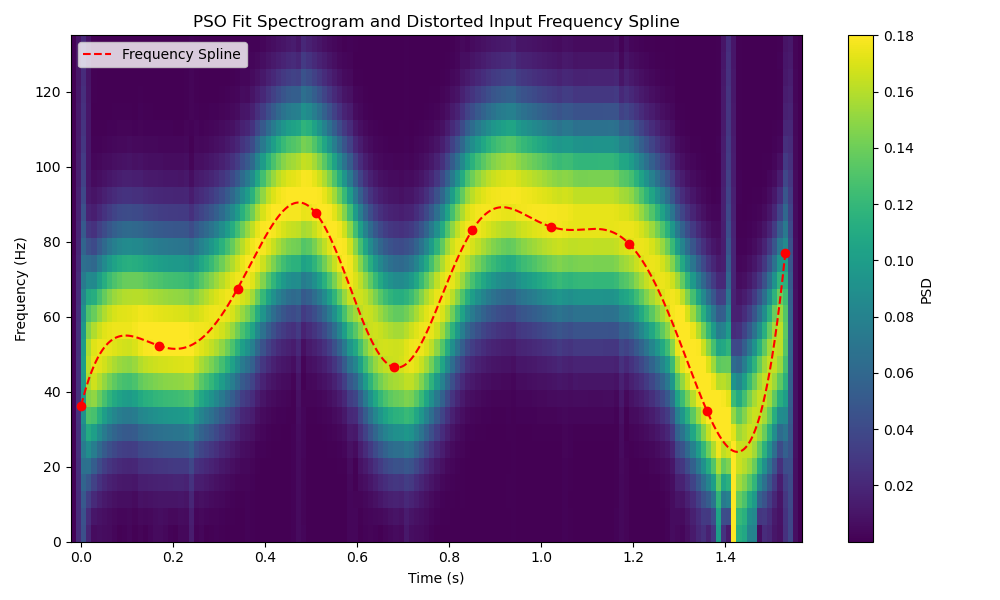 PSO Fit Spectrogram and Distorted Input Frequency Spline
Frequency Spline
Frequency (Hz)
120
100
80
60
40
20
0
0.0 0.2 0.4 0.6 0.8 1.0 1.2 1.4
Time (s)
0.18
0.16
0.14
0.12
0.10
0.08
0.06
0.04
0.02
PSD